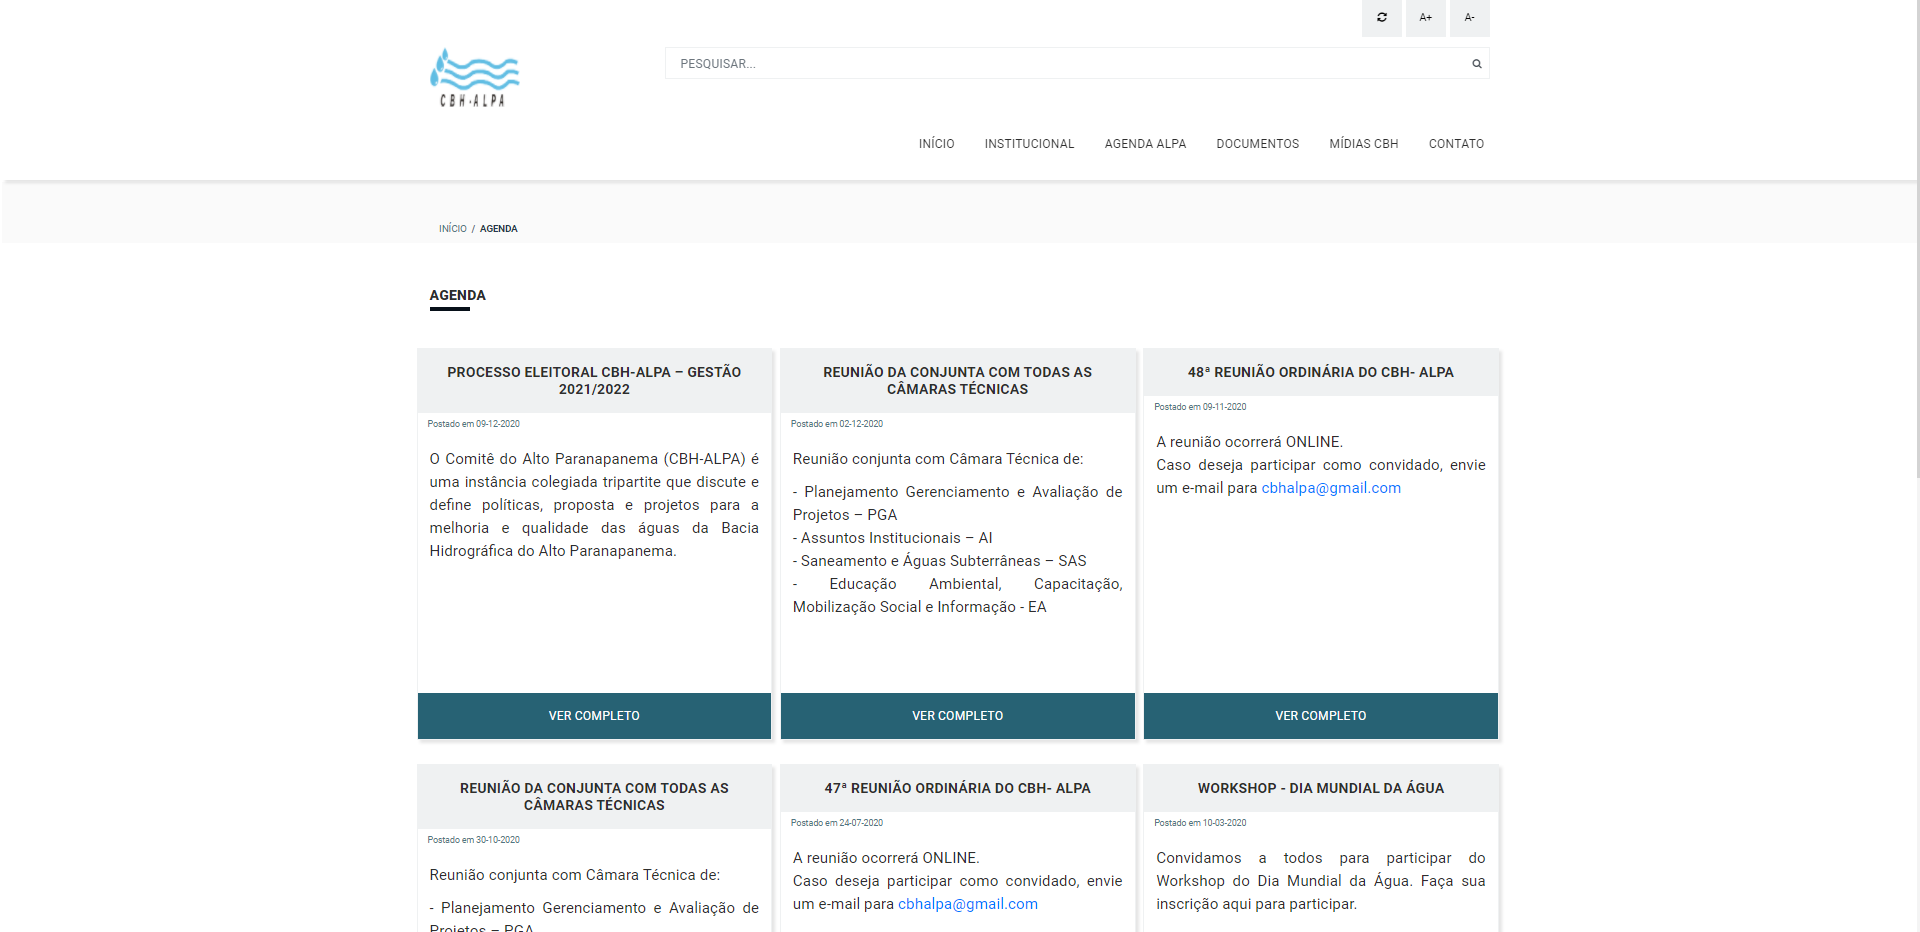 A+
A-
CBH-ALPA
PESQUISAR...
INÍCIO
INSTITUCIONAL
AGENDA ALPA
DOCUMENTOS
MÍDIAS CBH
CONTATO
INÍCIO / AGENDA
AGENDA
PROCESSO ELEITORAL CBH-ALPA – GESTÃO
2021/2022
Postado em 09-12-2020
O Comitê do Alto Paranapanema (CBH-ALPA) é
uma instância colegiada tripartite que discute e
define políticas, proposta e projetos para a
melhoria e qualidade das águas da Bacia
Hidrográfica do Alto Paranapanema.
VER COMPLETO
REUNIÃO DA CONJUNTA COM TODAS AS
CÂMARAS TÉCNICAS
Postado em 02-12-2020
Reunião conjunta com Câmara Técnica de:
- Planejamento Gerenciamento e Avaliação de
Projetos – PGA
- Assuntos Institucionais – AI
- Saneamento e Águas Subterrâneas – SAS
- Educação Ambiental, Capacitação,
Mobilização Social e Informação - EA
VER COMPLETO
48ª REUNIÃO ORDINÁRIA DO CBH- ALPA
Postado em 09-11-2020
A reunião ocorrerá ONLINE.
Caso deseja participar como convidado, envie
um e-mail para cbhalpa@gmail.com
VER COMPLETO
REUNIÃO DA CONJUNTA COM TODAS AS
CÂMARAS TÉCNICAS
Postado em 30-10-2020
Reunião conjunta com Câmara Técnica de:
- Planejamento Gerenciamento e Avaliação de
Projetos – PGA
47ª REUNIÃO ORDINÁRIA DO CBH- ALPA
Postado em 24-07-2020
A reunião ocorrerá ONLINE.
Caso deseja participar como convidado, envie
um e-mail para cbhalpa@gmail.com
WORKSHOP - DIA MUNDIAL DA ÁGUA
Postado em 10-03-2020
Convidamos a todos para participar do
Workshop do Dia Mundial da Água. Faça sua
inscrição aqui para participar.